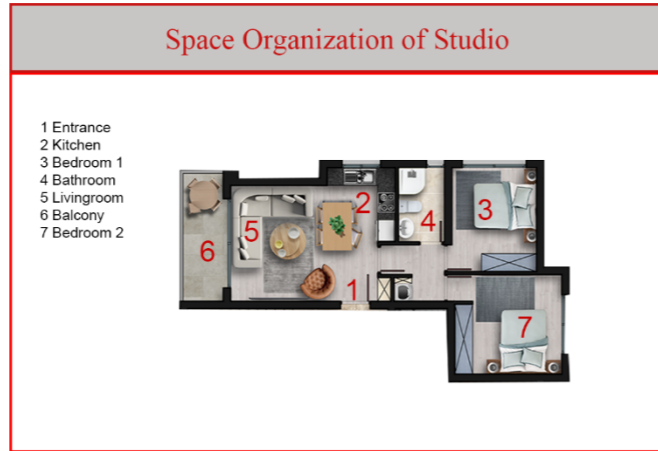 Space Organization of Studio
1 Entrance
2 Kitchen
3 Bedroom 1
4 Bathroom
5 Livingroom
6 Balcony
7 Bedroom 2
2
3
4
5
6
1
7